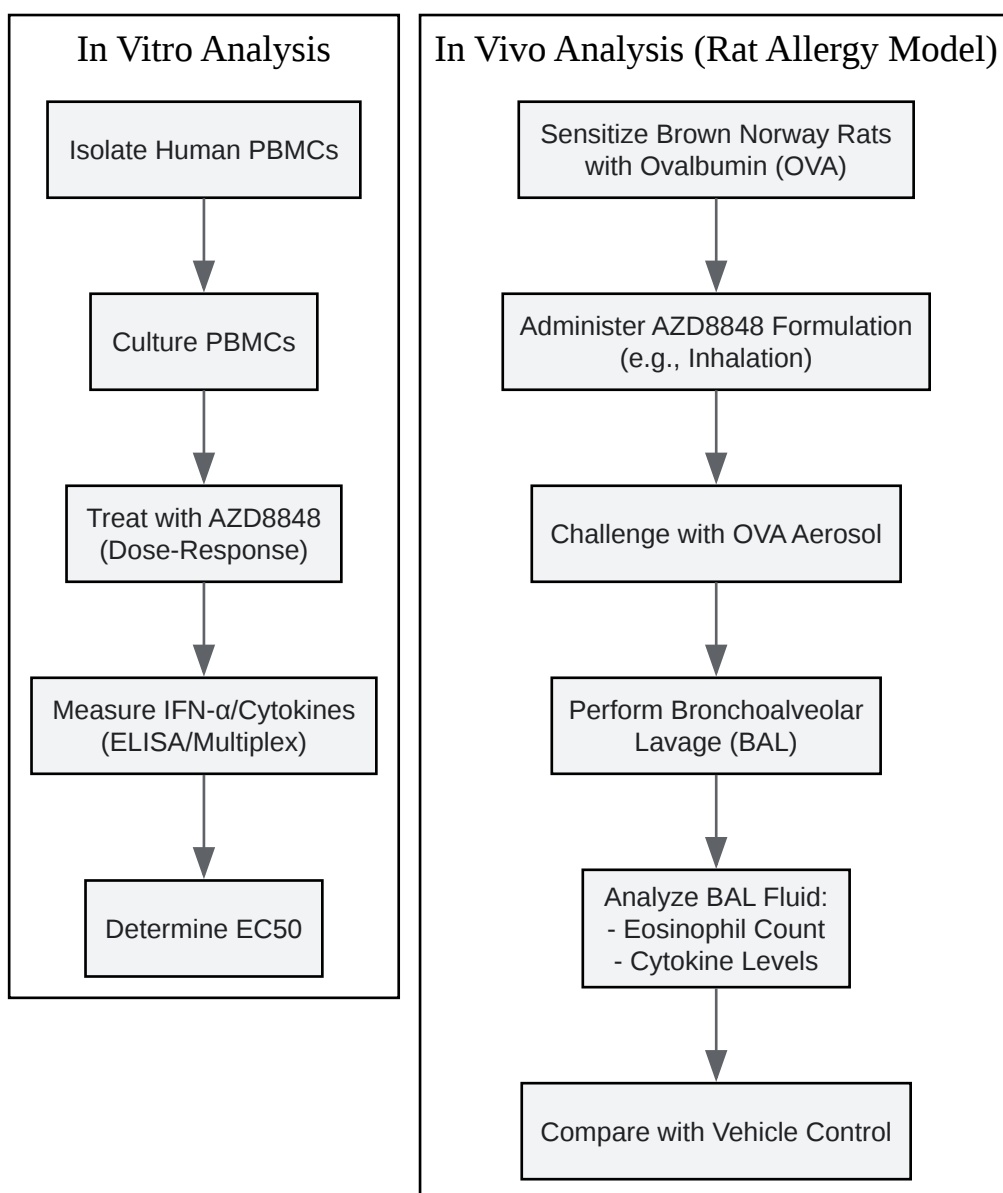 In Vitro Analysis
Isolate Human PBMCs
Culture PBMCs
Treat with AZD8848
(Dose-Response)
Measure IFN-α/Cytokines
(ELISA/Multiplex)
Determine EC50
In Vivo Analysis (Rat Allergy Model)
Sensitize Brown Norway Rats
with Ovalbumin (OVA)
Administer AZD8848 Formulation
(e.g., Inhalation)
Challenge with OVA Aerosol
Perform Bronchoalveolar
Lavage (BAL)
Analyze BAL Fluid:
- Eosinophil Count
- Cytokine Levels
Compare with Vehicle Control